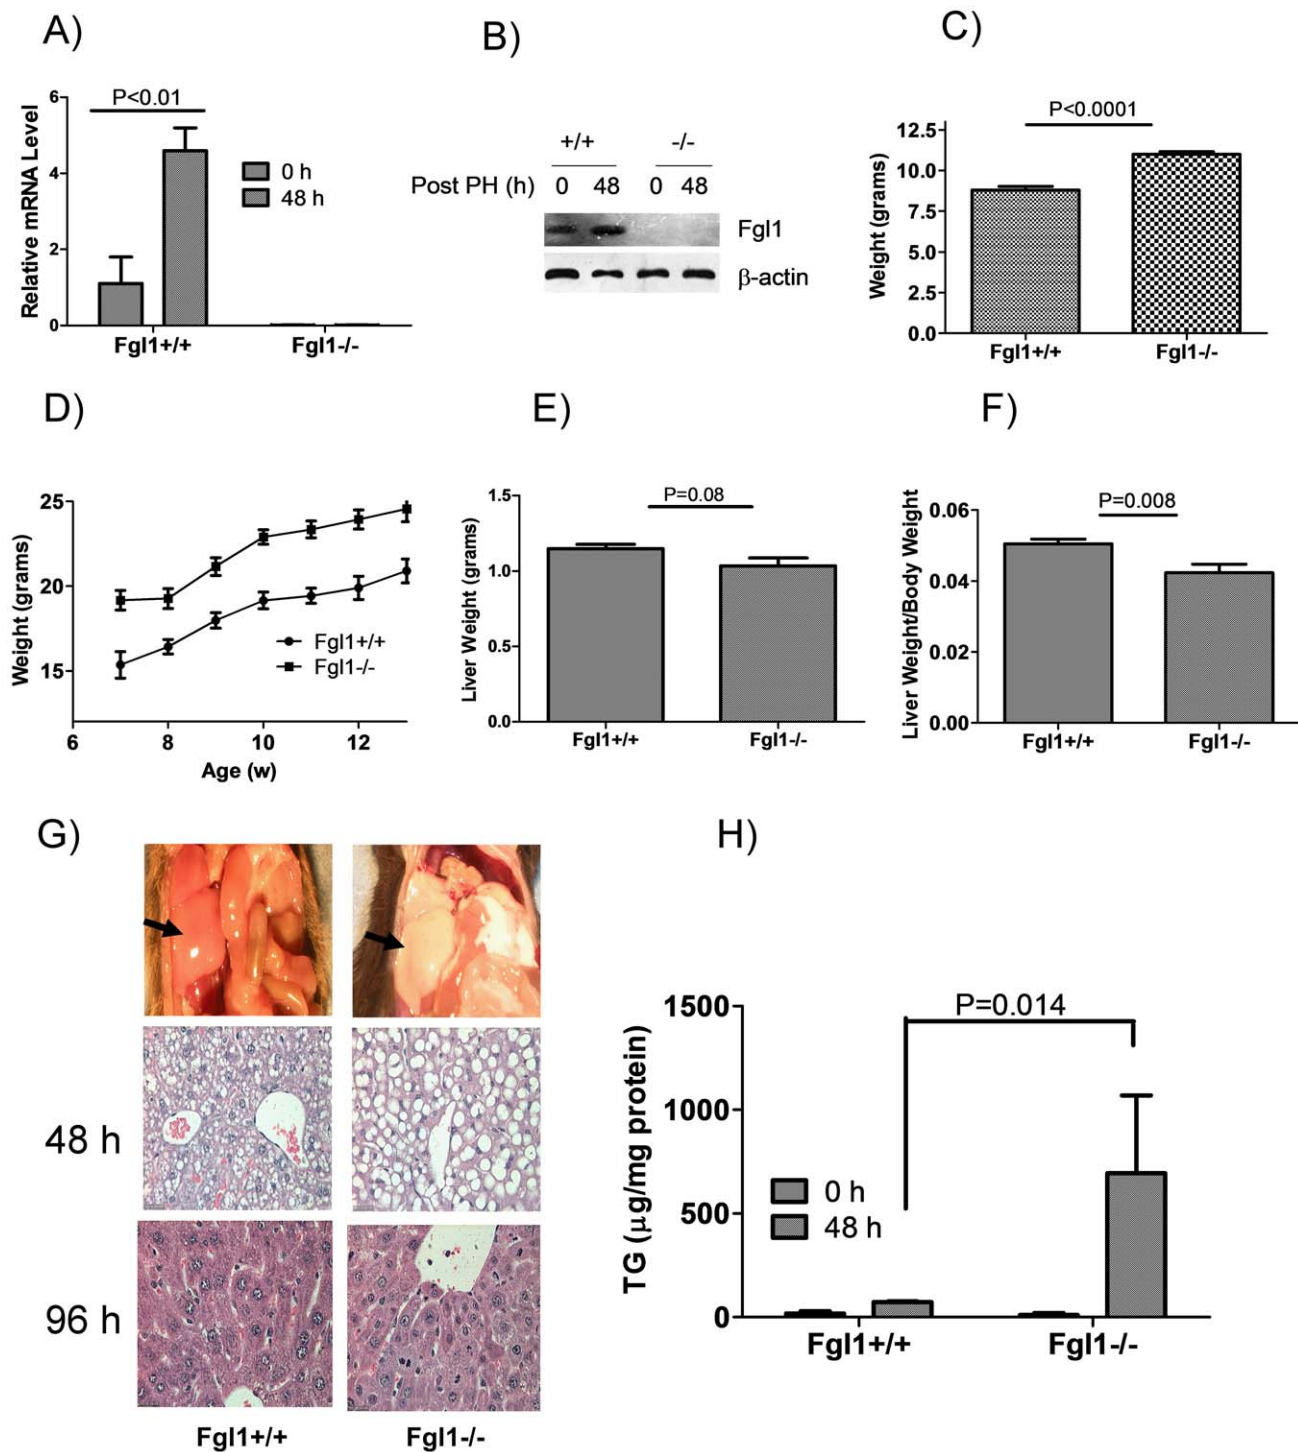 A)
P<0.01
Relative mRNA Level
6
4
2
0
0 h
48 h
Fgl1+/+
Fgl1-/-
B)
+/+ -/-
Post PH (h) 0 48 0 48
Fgl1
β-actin
C)
P<0.0001
Weight (grams)
12.5
10.0
7.5
5.0
2.5
0.0
Fgl1+/+
Fgl1-/-
D)
Weight (grams)
25
20
15
Fgl1+/+
Fgl1-/-
6 8 10 12
Age (w)
E)
P=0.08
Liver Weight (grams)
1.5
1.0
0.5
0.0
Fgl1+/+
Fgl1-/-
F)
P=0.008
Liver Weight/Body Weight
0.06
0.04
0.02
0.00
Fgl1+/+
Fgl1-/-
G)
48 h
96 h
Fgl1+/+
Fgl1-/-
H)
P=0.014
TG (μg/mg protein)
1500
1000
500
0
0 h
48 h
Fgl1+/+
Fgl1-/-